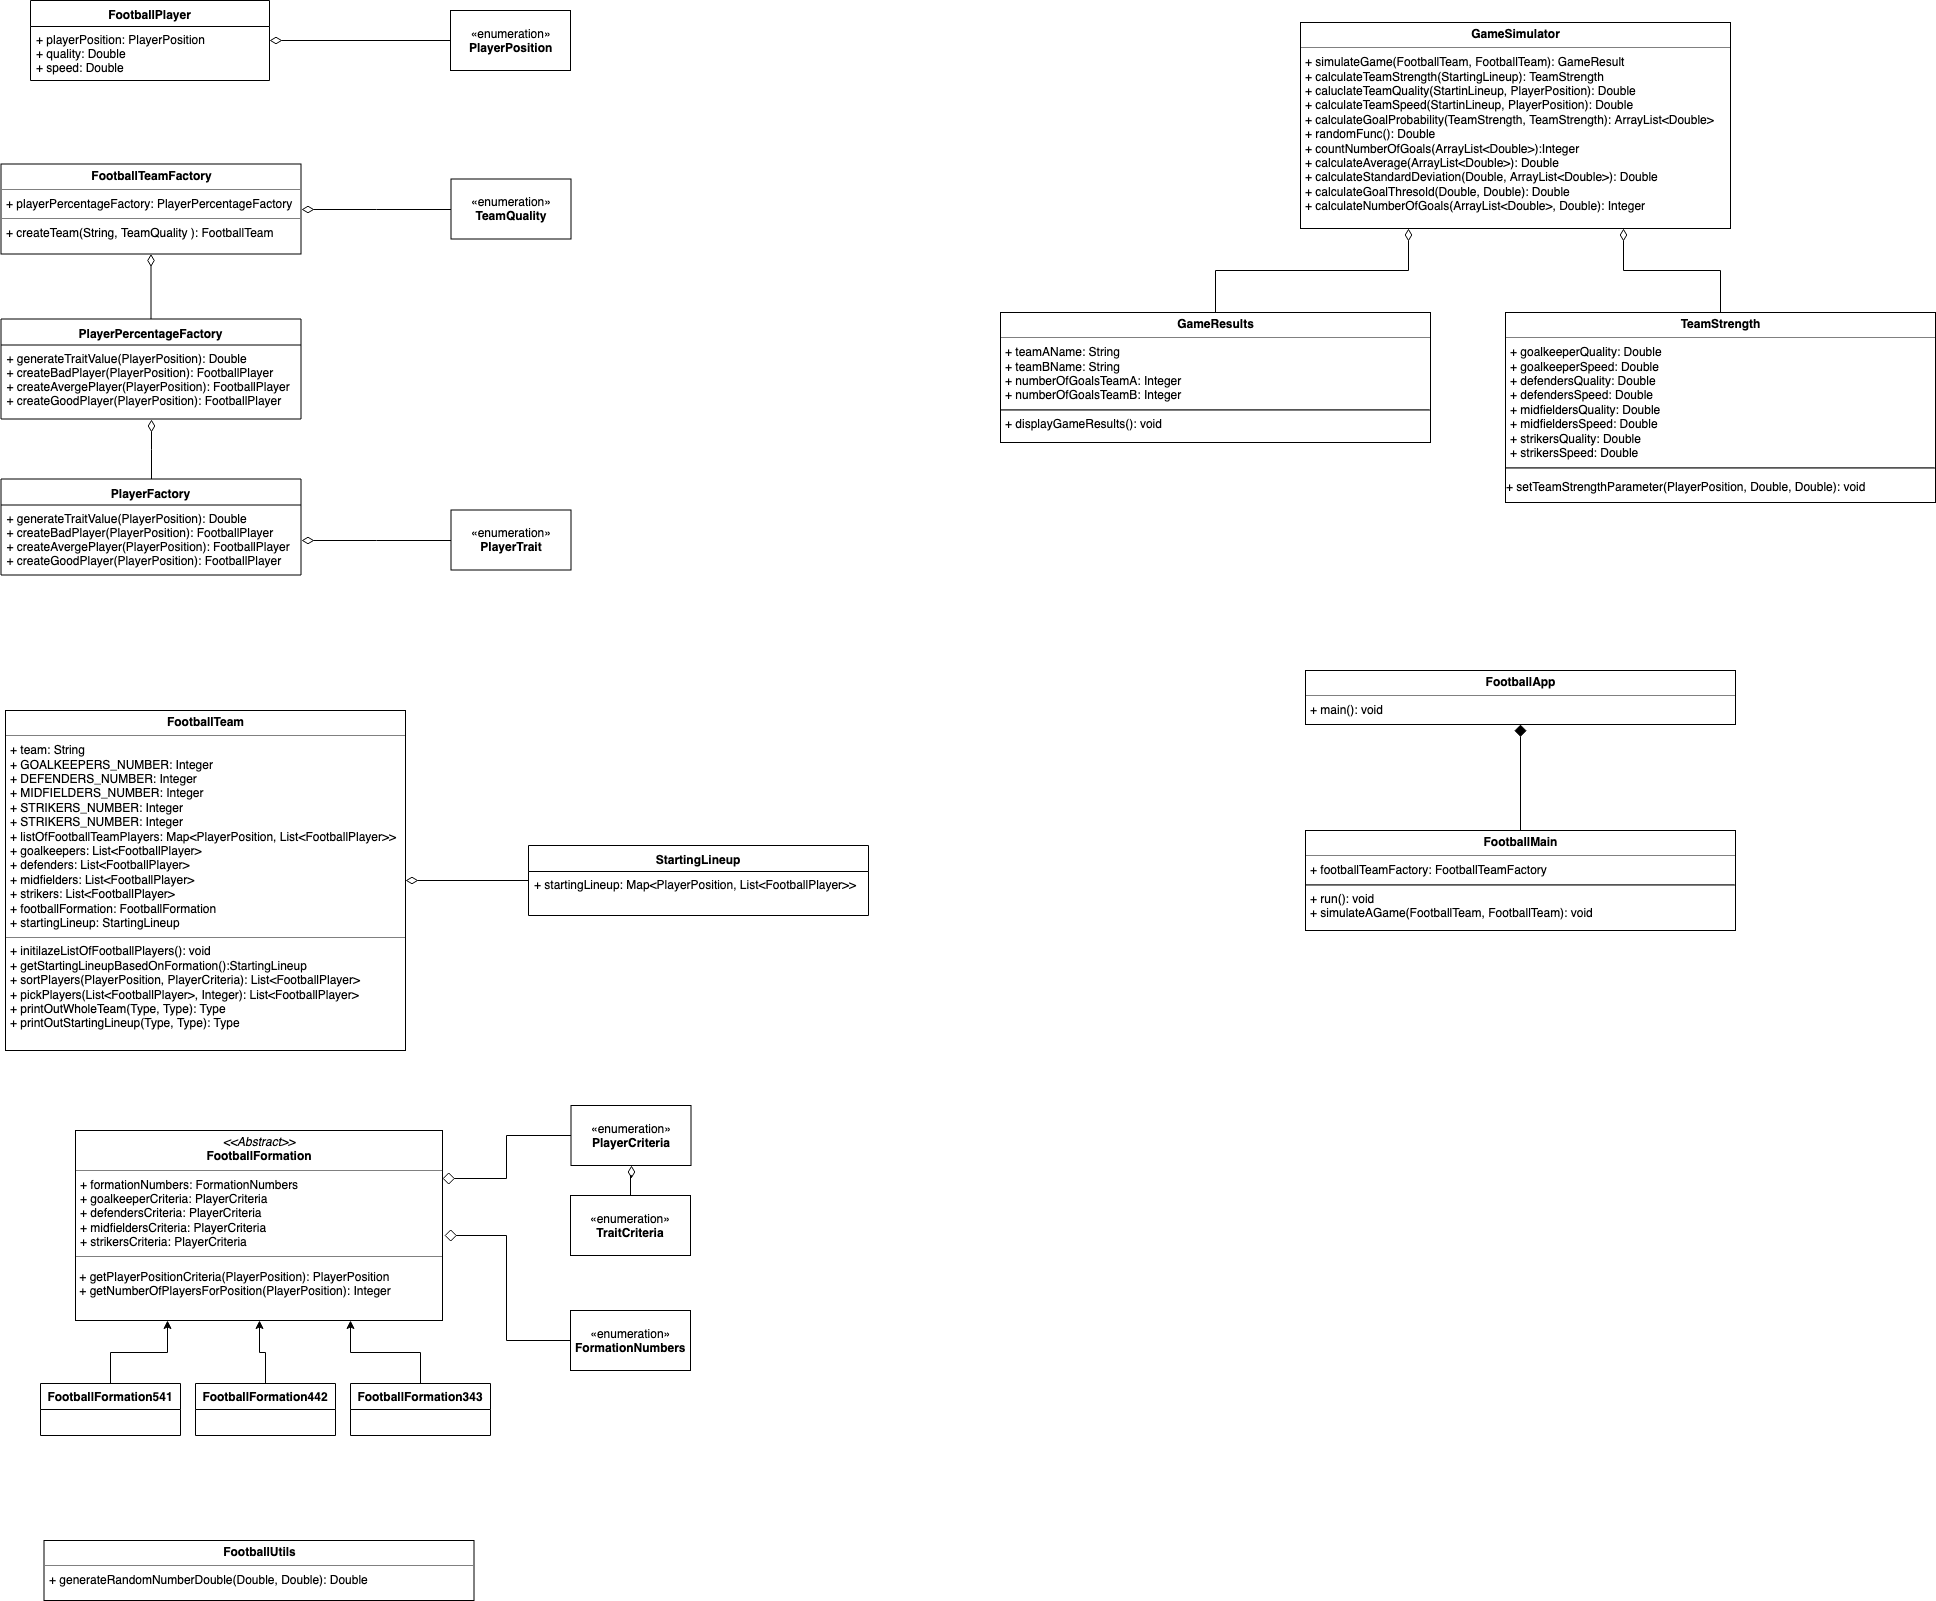 FootballPlayer
+ playerPosition: PlayerPosition
+ quality: Double
+ speed: Double
«enumeration»
PlayerPosition
FootballTeamFactory
+ playerPercentageFactory: PlayerPercentageFactory
+ createTeam(String, TeamQuality ): FootballTeam
«enumeration»
TeamQuality
PlayerPercentageFactory
+ generateTraitValue(PlayerPosition): Double
+ createBadPlayer(PlayerPosition): FootballPlayer
+ createAvergePlayer(PlayerPosition): FootballPlayer
+ createGoodPlayer(PlayerPosition): FootballPlayer
PlayerFactory
+ generateTraitValue(PlayerPosition): Double
+ createBadPlayer(PlayerPosition): FootballPlayer
+ createAvergePlayer(PlayerPosition): FootballPlayer
+ createGoodPlayer(PlayerPosition): FootballPlayer
«enumeration»
PlayerTrait
GameSimulator
+ simulateGame(FootballTeam, FootballTeam): GameResult
+ calculateTeamStrength(StartingLineup): TeamStrength
+ caluclateTeamQuality(StartinLineup, PlayerPosition): Double
+ calculateTeamSpeed(StartinLineup, PlayerPosition): Double
+ calculateGoalProbability(TeamStrength, TeamStrength): ArrayList<Double>
+ randomFunc(): Double
+ countNumberOfGoals(ArrayList<Double>):Integer
+ calculateAverage(ArrayList<Double>): Double
+ calculateStandardDeviation(Double, ArrayList<Double>): Double
+ calculateGoalThresold(Double, Double): Double
+ calculateNumberOfGoals(ArrayList<Double>, Double): Integer
GameResults
+ teamAName: String
+ teamBName: String
+ numberOfGoalsTeamA: Integer
+ numberOfGoalsTeamB: Integer
+ displayGameResults(): void
TeamStrength
+ goalkeeperQuality: Double
+ goalkeeperSpeed: Double
+ defendersQuality: Double
+ defendersSpeed: Double
+ midfieldersQuality: Double
+ midfieldersSpeed: Double
+ strikersQuality: Double
+ strikersSpeed: Double
+ setTeamStrengthParameter(PlayerPosition, Double, Double): void
FootballApp
+ main(): void
FootballMain
+ footballTeamFactory: FootballTeamFactory
+ run(): void
+ simulateAGame(FootballTeam, FootballTeam): void
FootballTeam
+ team: String
+ GOALKEEPERS_NUMBER: Integer
+ DEFENDERS_NUMBER: Integer
+ MIDFIELDERS_NUMBER: Integer
+ STRIKERS_NUMBER: Integer
+ STRIKERS_NUMBER: Integer
+ listOfFootballTeamPlayers: Map<PlayerPosition, List<FootballPlayer>>
+ goalkeepers: List<FootballPlayer>
+ defenders: List<FootballPlayer>
+ midfielders: List<FootballPlayer>
+ strikers: List<FootballPlayer>
+ footballFormation: FootballFormation
+ startingLineup: StartingLineup
+ initilazeListOfFootballPlayers(): void
+ getStartingLineupBasedOnFormation():StartingLineup
+ sortPlayers(PlayerPosition, PlayerCriteria): List<FootballPlayer>
+ pickPlayers(List<FootballPlayer>, Integer): List<FootballPlayer>
+ printOutWholeTeam(Type, Type): Type
+ printOutStartingLineup(Type, Type): Type
StartingLineup
+ startingLineup: Map<PlayerPosition, List<FootballPlayer>>
<<Abstract>>
FootballFormation
+ formationNumbers: FormationNumbers
+ goalkeeperCriteria: PlayerCriteria
+ defendersCriteria: PlayerCriteria
+ midfieldersCriteria: PlayerCriteria
+ strikersCriteria: PlayerCriteria
+ getPlayerPositionCriteria(PlayerPosition): PlayerPosition
+ getNumberOfPlayersForPosition(PlayerPosition): Integer
«enumeration»
PlayerCriteria
«enumeration»
TraitCriteria
«enumeration»
FormationNumbers
FootballFormation541
FootballFormation442
FootballFormation343
FootballUtils
+ generateRandomNumberDouble(Double, Double): Double